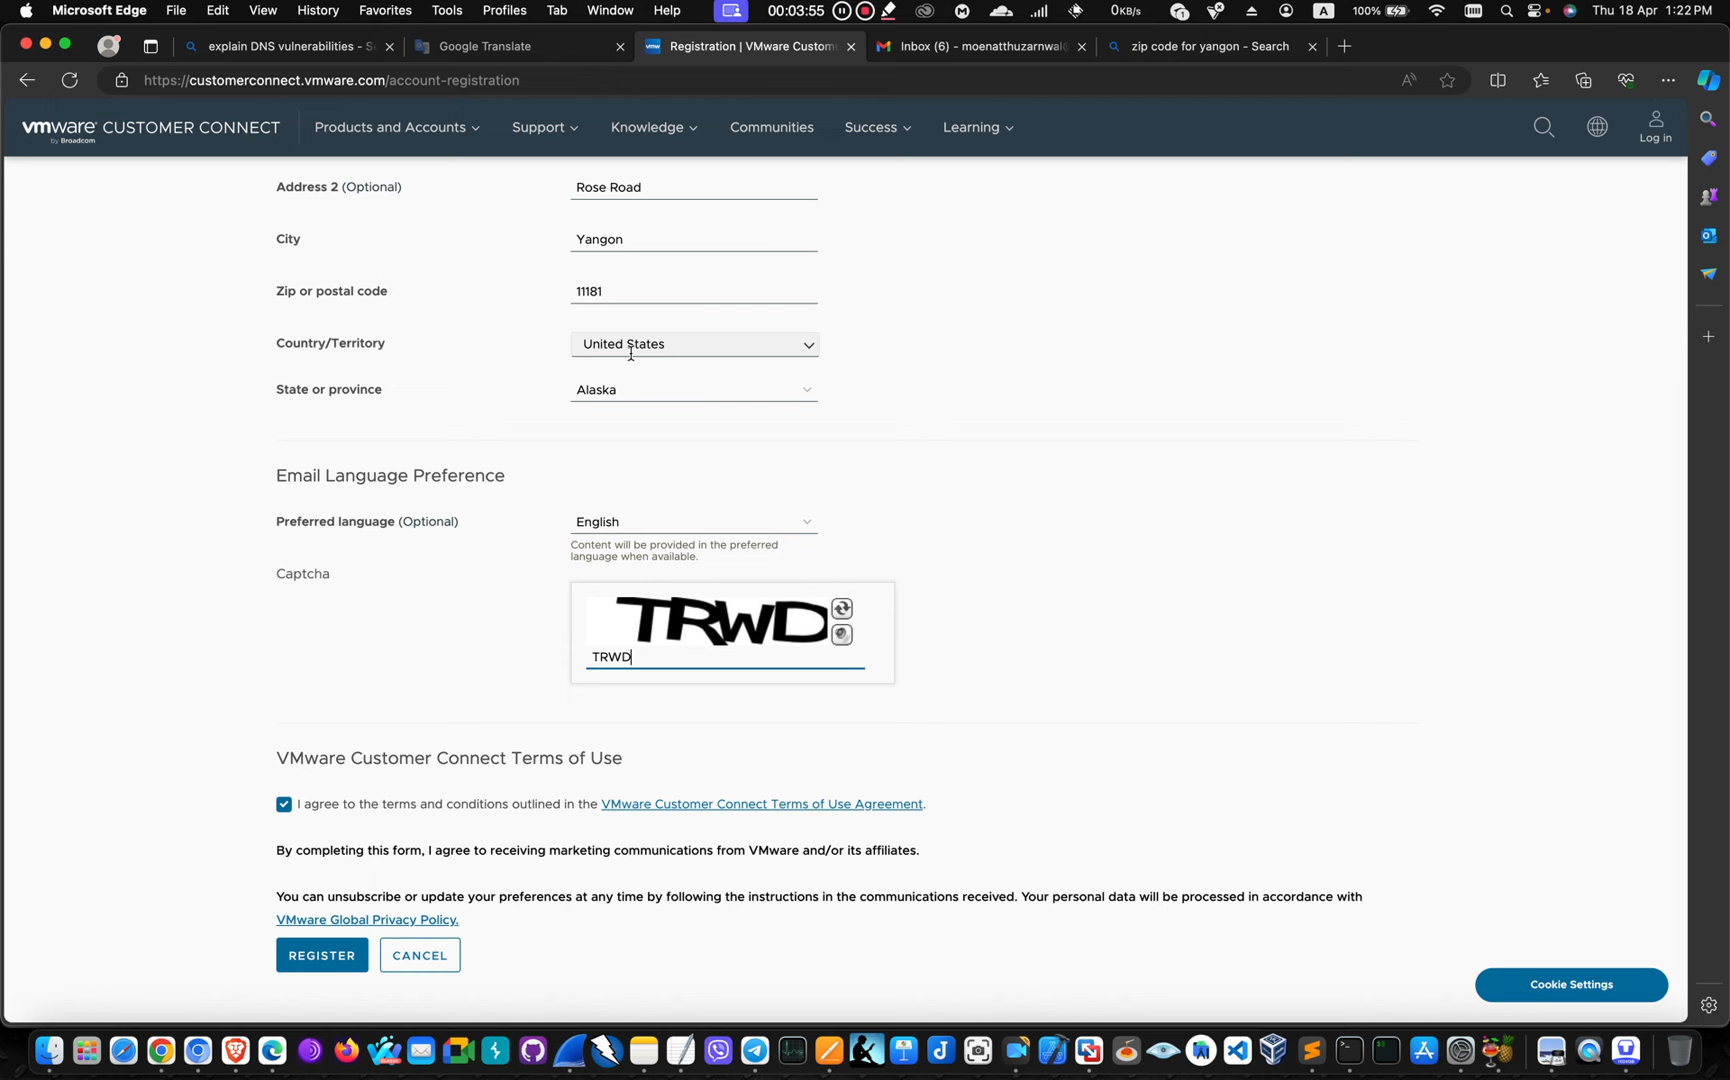 Microsoft Edge File Edit View History Favorites Tools Profiles Tab Window Help 00:03:55 0KB/s A 100% Thu 18 Apr 1:22 PM
explain DNS vulnerabilities - S Google Translate Registration | VMware Custom Inbox (6) - moenatthuzarnwal zip code for yangon - Search
https://customerconnect.vmware.com/account-registration
vmware CUSTOMER CONNECT Products and Accounts Support Knowledge Communities Success Learning Log in
by Broadcom
Address 2 (Optional) Rose Road
City Yangon
Zip or postal code 11181
Country/Territory United States
State or province Alaska
Email Language Preference
Preferred language (Optional) English
Content will be provided in the preferred
language when available.
Captcha
TRWD
TRWD
VMware Customer Connect Terms of Use
I agree to the terms and conditions outlined in the VMware Customer Connect Terms of Use Agreement.
By completing this form, I agree to receiving marketing communications from VMware and/or its affiliates.
You can unsubscribe or update your preferences at any time by following the instructions in the communications received. Your personal data will be processed in accordance with
VMware Global Privacy Policy.
REGISTER CANCEL
Cookie Settings